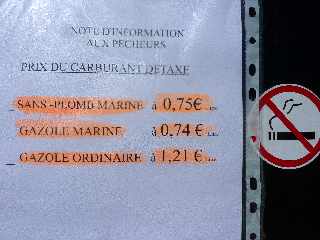 NOTE D'INFORMATION
AUX PECHEURS
PRIX DU CARBURANT DETAXE
SANS-PLOMB MARINE à 0,75€
GAZOLE MARINE à 0,74 €
GAZOLE ORDINAIRE à 1,21 €